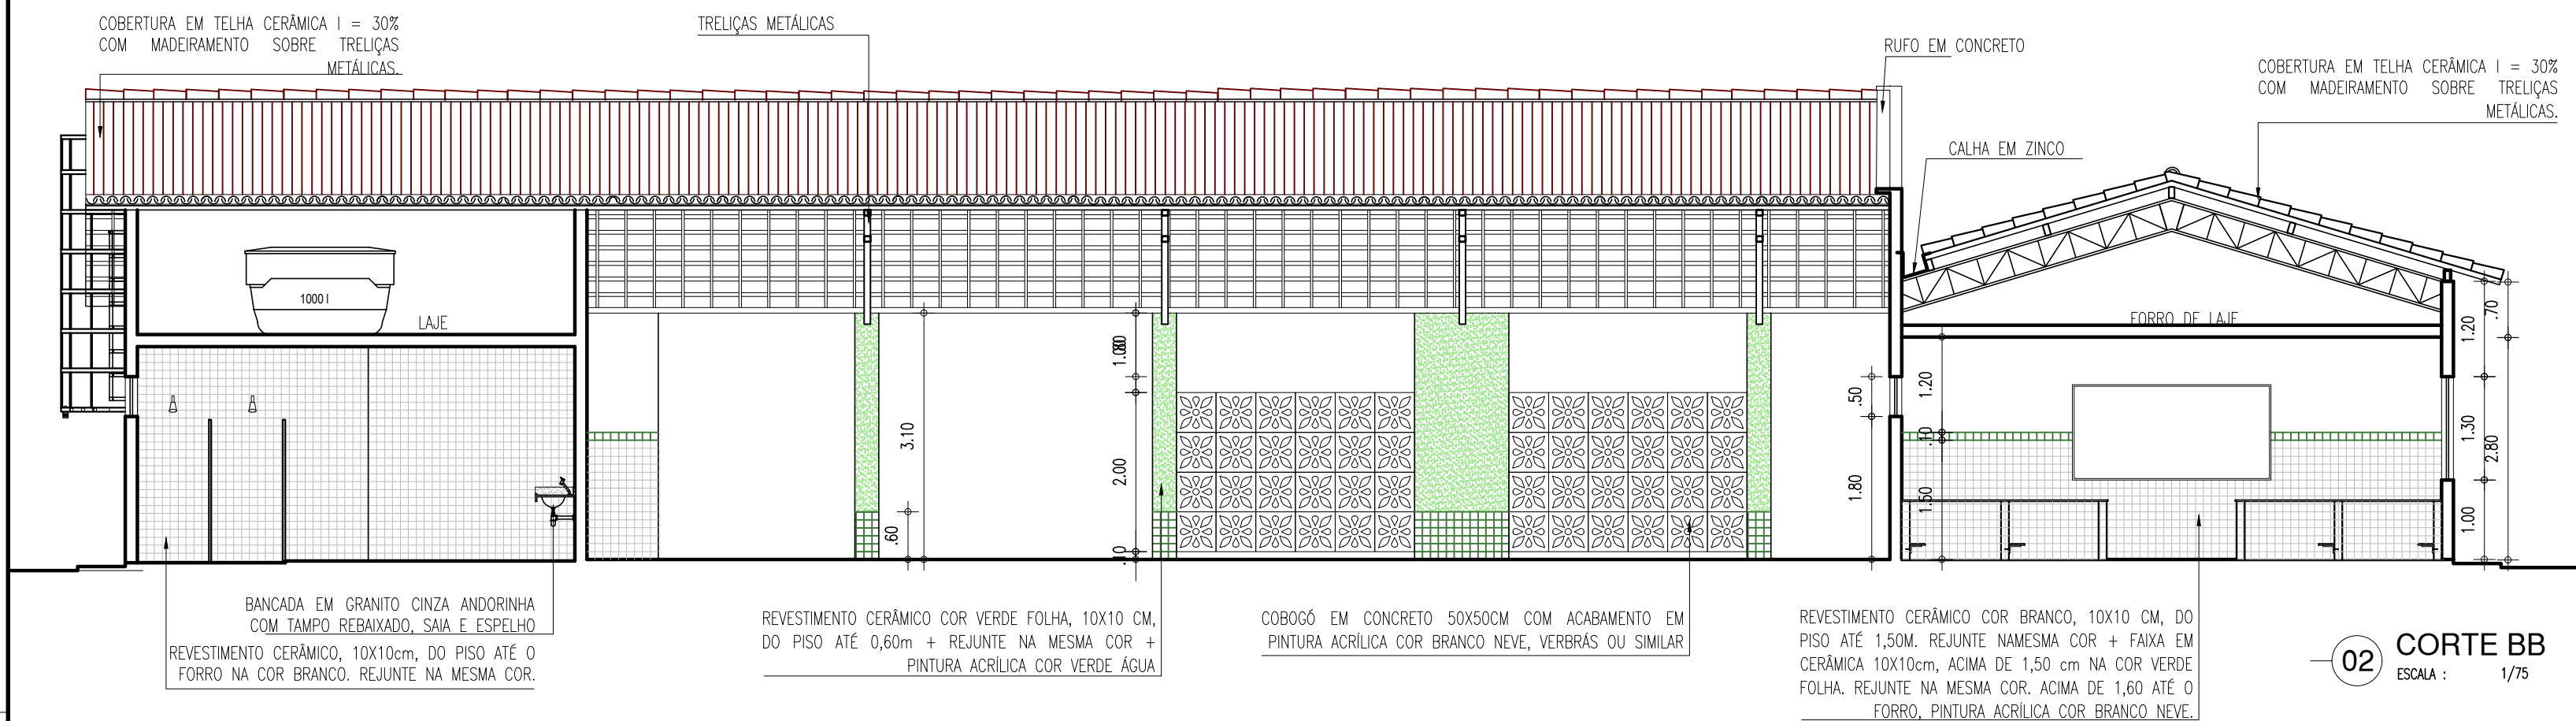 COBERTURA EM TELHA CERÂMICA I = 30%
COM MADEIRAMENTO SOBRE TRELIÇAS
METÁLICAS.
TRELIÇAS METÁLICAS
RUFO EM CONCRETO
COBERTURA EM TELHA CERÂMICA I = 30%
COM MADEIRAMENTO SOBRE TRELIÇAS
METÁLICAS.
CALHA EM ZINCO
1000 l
LAJE
FORRO DE LAJE
3.10
.60
2.00
.10
.50
1.80
1.20
.10
1.50
1.20
.70
1.30
2.80
1.00
BANCADA EM GRANITO CINZA ANDORINHA
COM TAMPO REBAIXADO, SAIA E ESPELHO
REVESTIMENTO CERÂMICO, 10X10cm, DO PISO ATÉ O
FORRO NA COR BRANCO. REJUNTE NA MESMA COR.
REVESTIMENTO CERÂMICO COR VERDE FOLHA, 10X10 CM,
DO PISO ATÉ 0,60m + REJUNTE NA MESMA COR +
PINTURA ACRÍLICA COR VERDE ÁGUA
COBOGÓ EM CONCRETO 50X50CM COM ACABAMENTO EM
PINTURA ACRÍLICA COR BRANCO NEVE, VERBRÁS OU SIMILAR
REVESTIMENTO CERÂMICO COR BRANCO, 10X10 CM, DO
PISO ATÉ 1,50M. REJUNTE NAMESMA COR + FAIXA EM
CERÂMICA 10X10cm, ACIMA DE 1,50 cm NA COR VERDE
FOLHA. REJUNTE NA MESMA COR. ACIMA DE 1,60 ATÉ O
FORRO, PINTURA ACRÍLICA COR BRANCO NEVE.
02 CORTE BB
ESCALA : 1/75